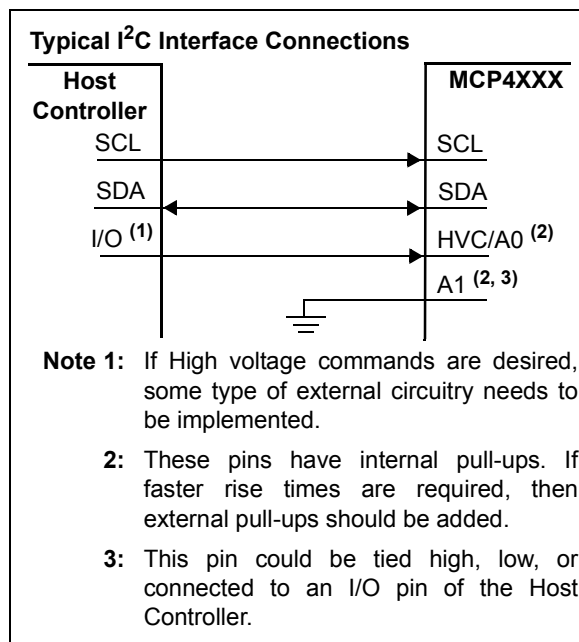 Typical I²C Interface Connections
Host
Controller
MCP4XXX
SCL
SCL
SDA
SDA
I/O (1)
HVC/A0 (2)
A1 (2, 3)
Note 1: If High voltage commands are desired,
some type of external circuitry needs to
be implemented.
2: These pins have internal pull-ups. If
faster rise times are required, then
external pull-ups should be added.
3: This pin could be tied high, low, or
connected to an I/O pin of the Host
Controller.